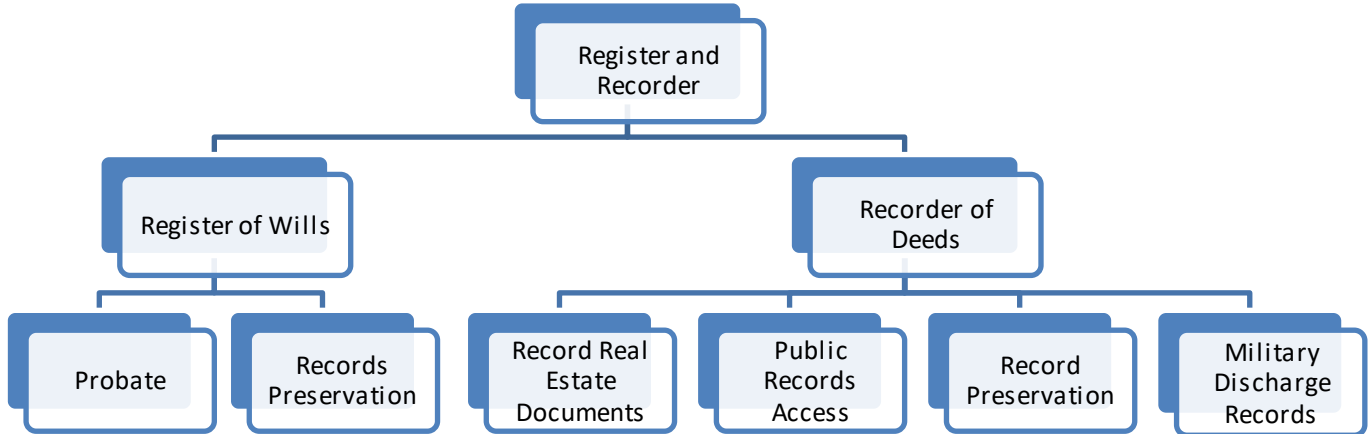 Register and
Recorder
Register of Wills
Recorder of
Deeds
Probate
Records
Preservation
Record Real
Estate
Documents
Public
Records
Access
Record
Preservation
Military
Discharge
Records